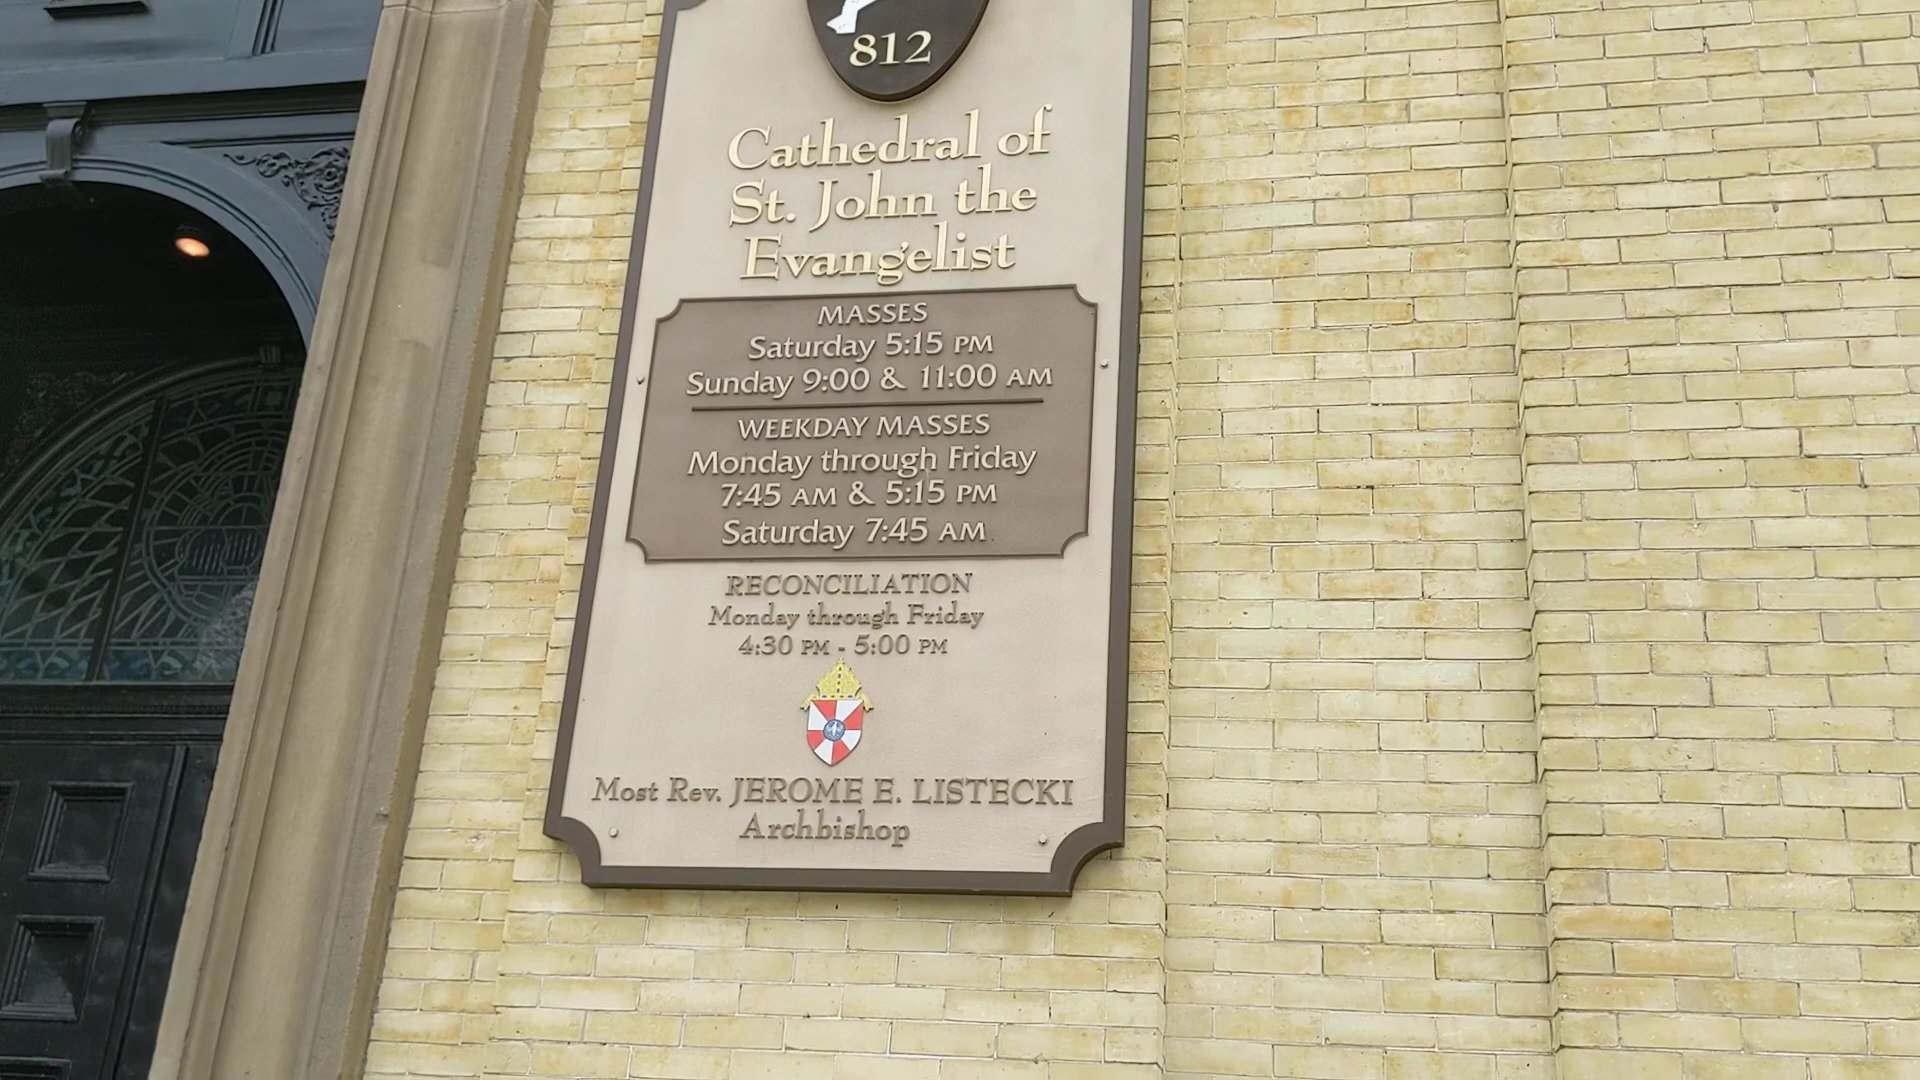 812
Cathedral of
St. John the
Evangelist
MASSES
Saturday 5:15 PM
Sunday 9:00 & 11:00 AM
WEEKDAY MASSES
Monday through Friday
7:45 AM & 5:15 PM
Saturday 7:45 AM
RECONCILIATION
Monday through Friday
4:30 PM - 5:00 PM
Most Rev. JEROME E. LISTECKI
Archbishop